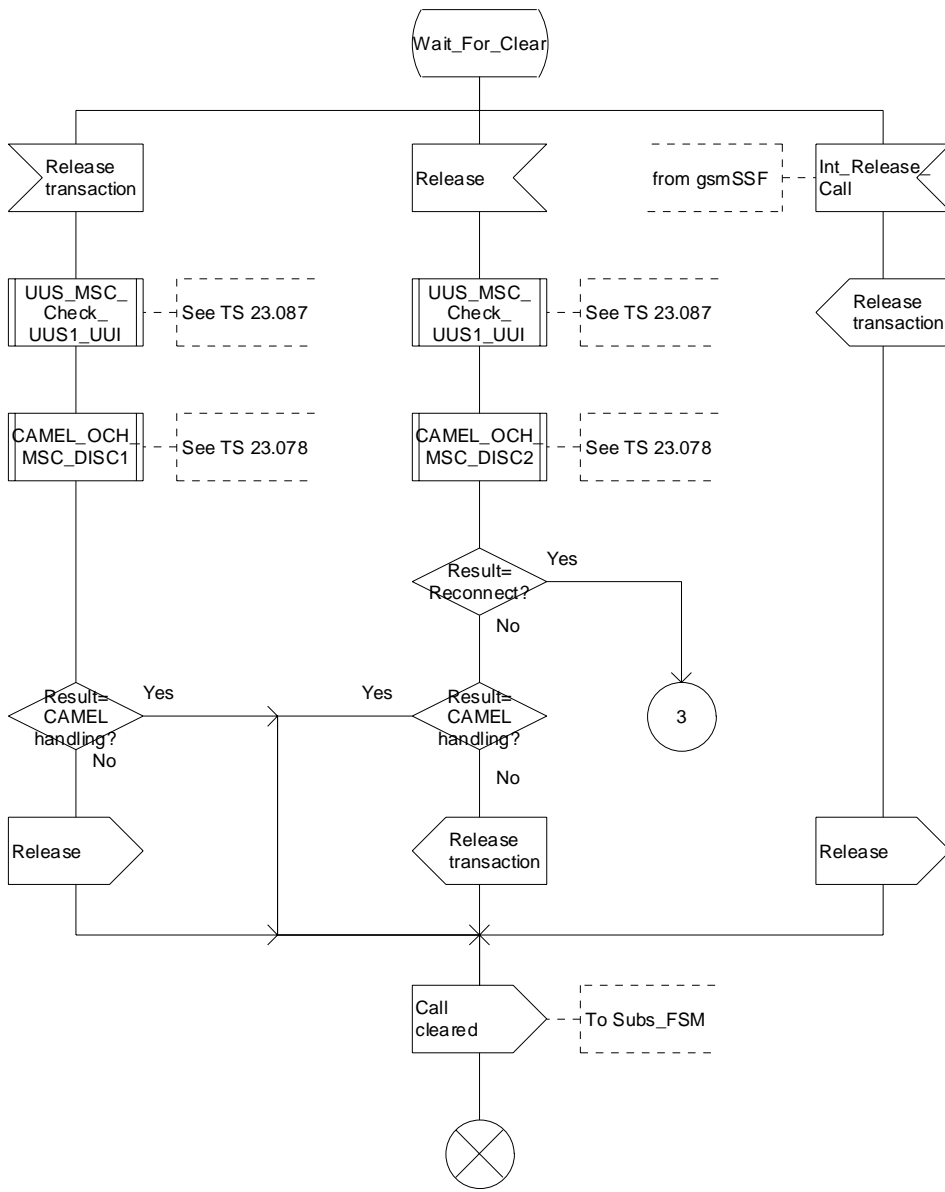 Wait_For_Clear
Release
transaction
Release
from gsmSSF
Int_Release_
Call
UUS_MSC_
Check_
UUS1_UUI
See TS 23.087
UUS_MSC_
Check_
UUS1_UUI
See TS 23.087
Release
transaction
CAMEL_OCH_
MSC_DISC1
See TS 23.078
CAMEL_OCH_
MSC_DISC2
See TS 23.078
Result=
Reconnect?
Yes
No
Result=
CAMEL
handling?
Yes
No
Yes
Result=
CAMEL
handling?
No
3
Release
Release
transaction
Release
Call
cleared
To Subs_FSM